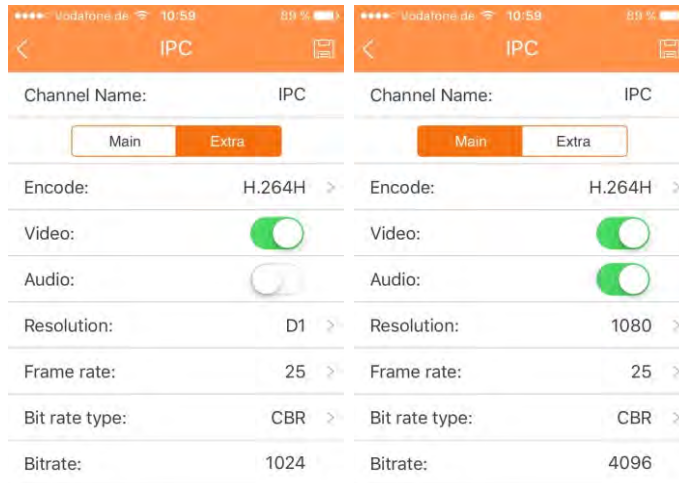 Vodafone.de 10:59 89 %
IPC
Channel Name: IPC
Main Extra
Encode: H.264H
Video:
Audio:
Resolution: D1
Frame rate: 25
Bit rate type: CBR
Bitrate: 1024
Vodafone.de 10:59 89 %
IPC
Channel Name: IPC
Main Extra
Encode: H.264H
Video:
Audio:
Resolution: 1080
Frame rate: 25
Bit rate type: CBR
Bitrate: 4096